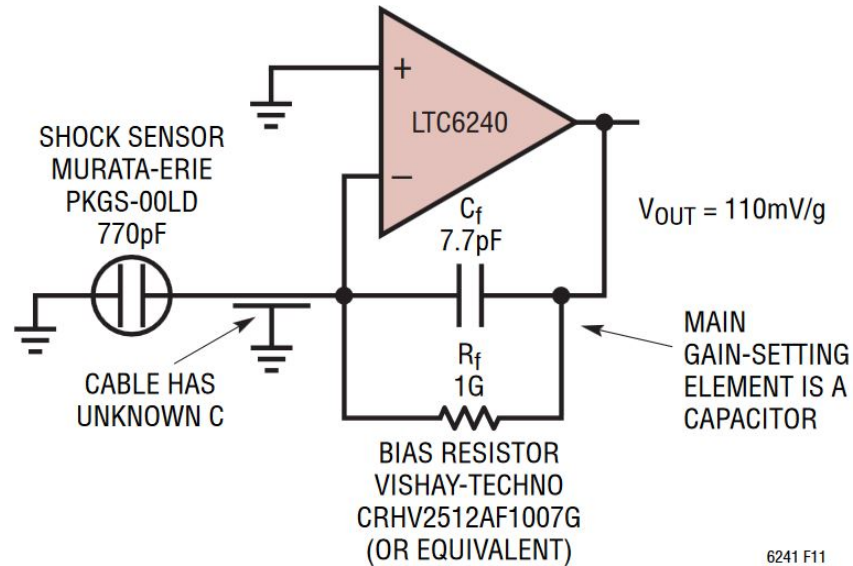 +
LTC6240
−
SHOCK SENSOR
MURATA-ERIE
PKGS-00LD
770pF
Cf
7.7pF
VOUT = 110mV/g
CABLE HAS
UNKNOWN C
Rf
1G
MAIN
GAIN-SETTING
ELEMENT IS A
CAPACITOR
BIAS RESISTOR
VISHAY-TECHNO
CRHV2512AF1007G
(OR EQUIVALENT)
6241 F11